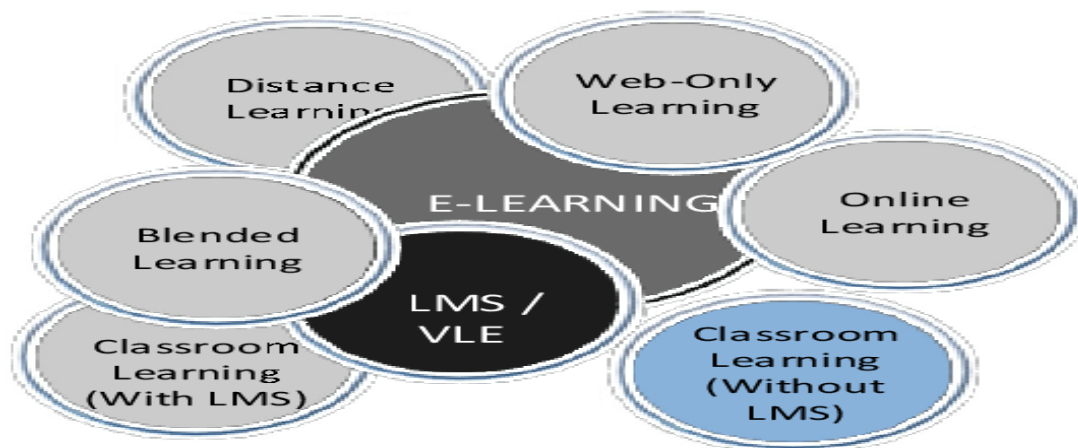 Distance
Learning
Web-Only
Learning
E-LEARNING
Online
Learning
Blended
Learning
LMS /
VLE
Classroom
Learning
(With LMS)
Classroom
Learning
(Without
LMS)